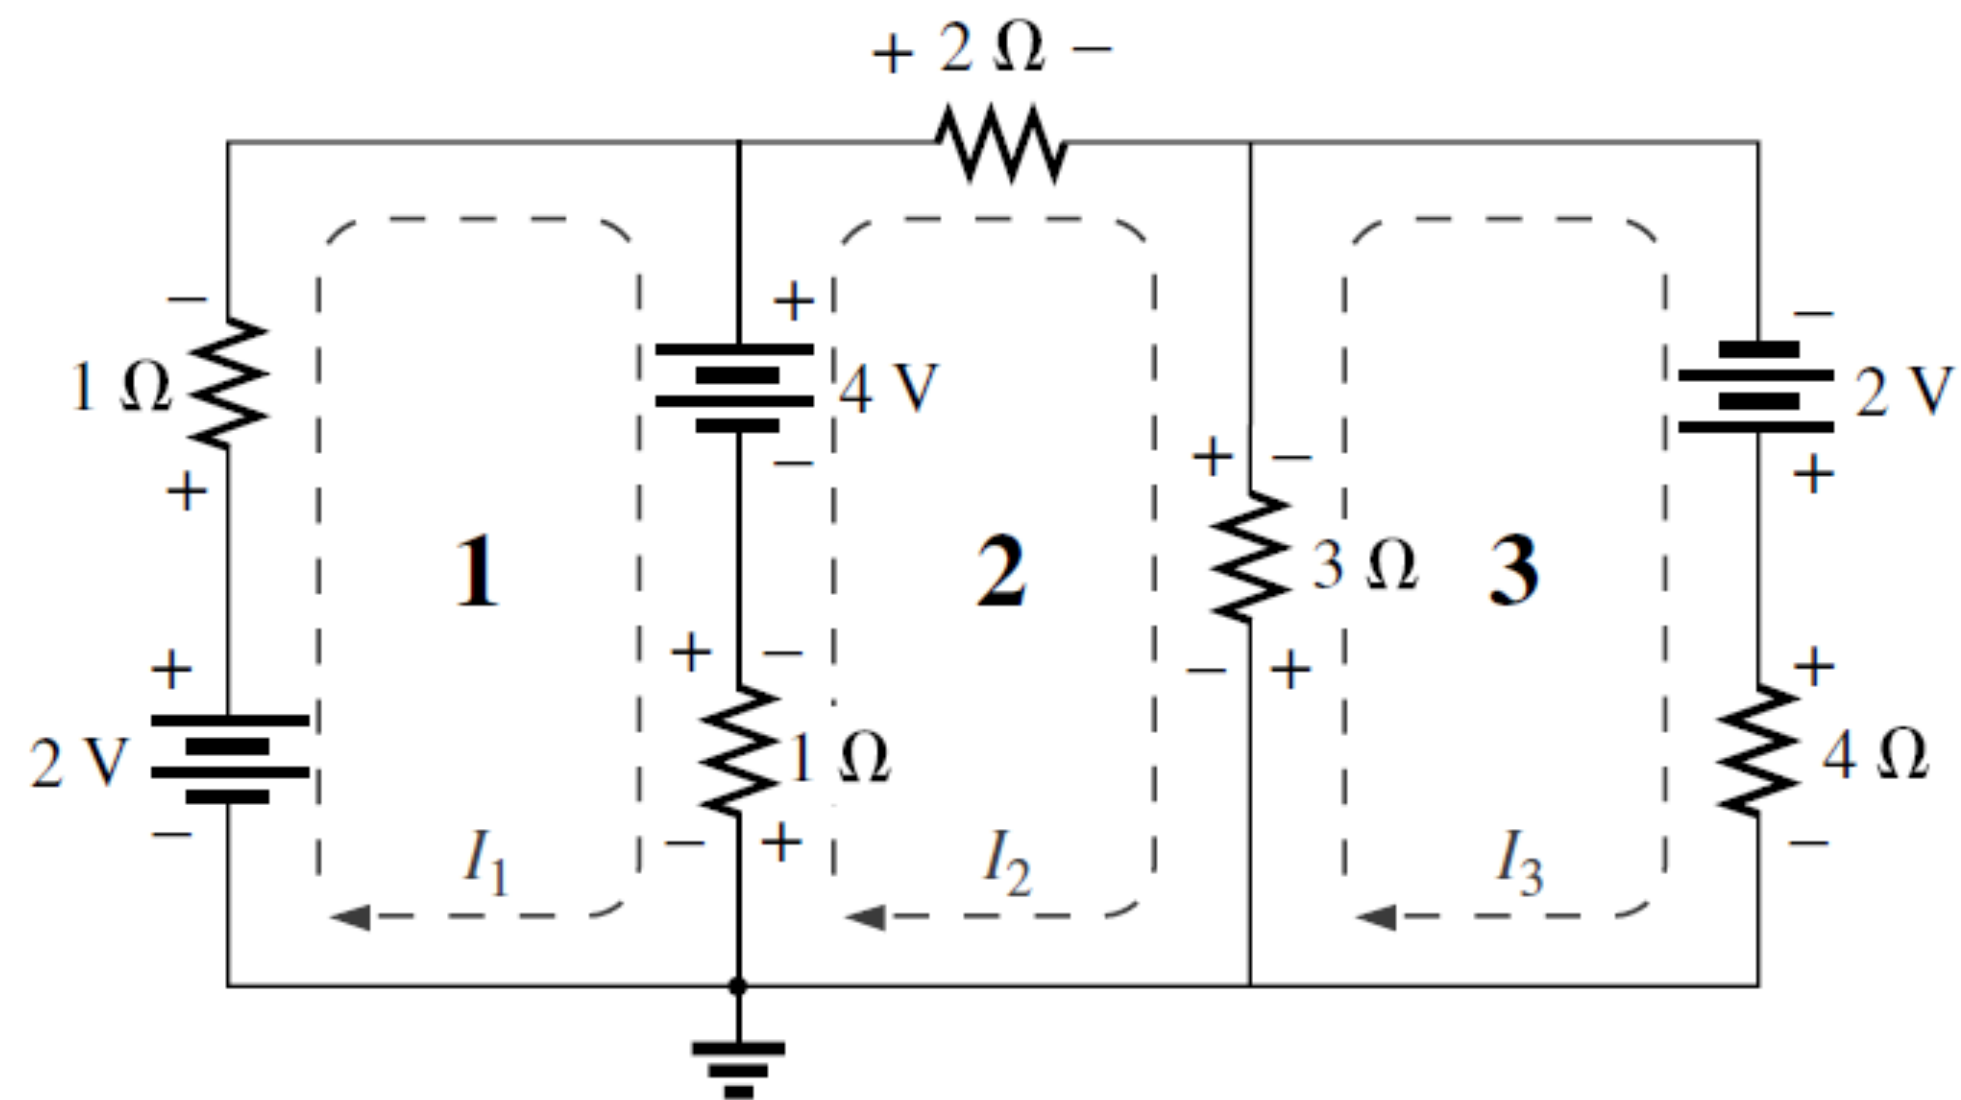 + 2 Ω −
− + −
1 Ω 4 V 2 V
+ − + − +
1 2 3 Ω 3
+ + − − + +
2 V 1 Ω 4 Ω
− I1 − + I2 I3 −